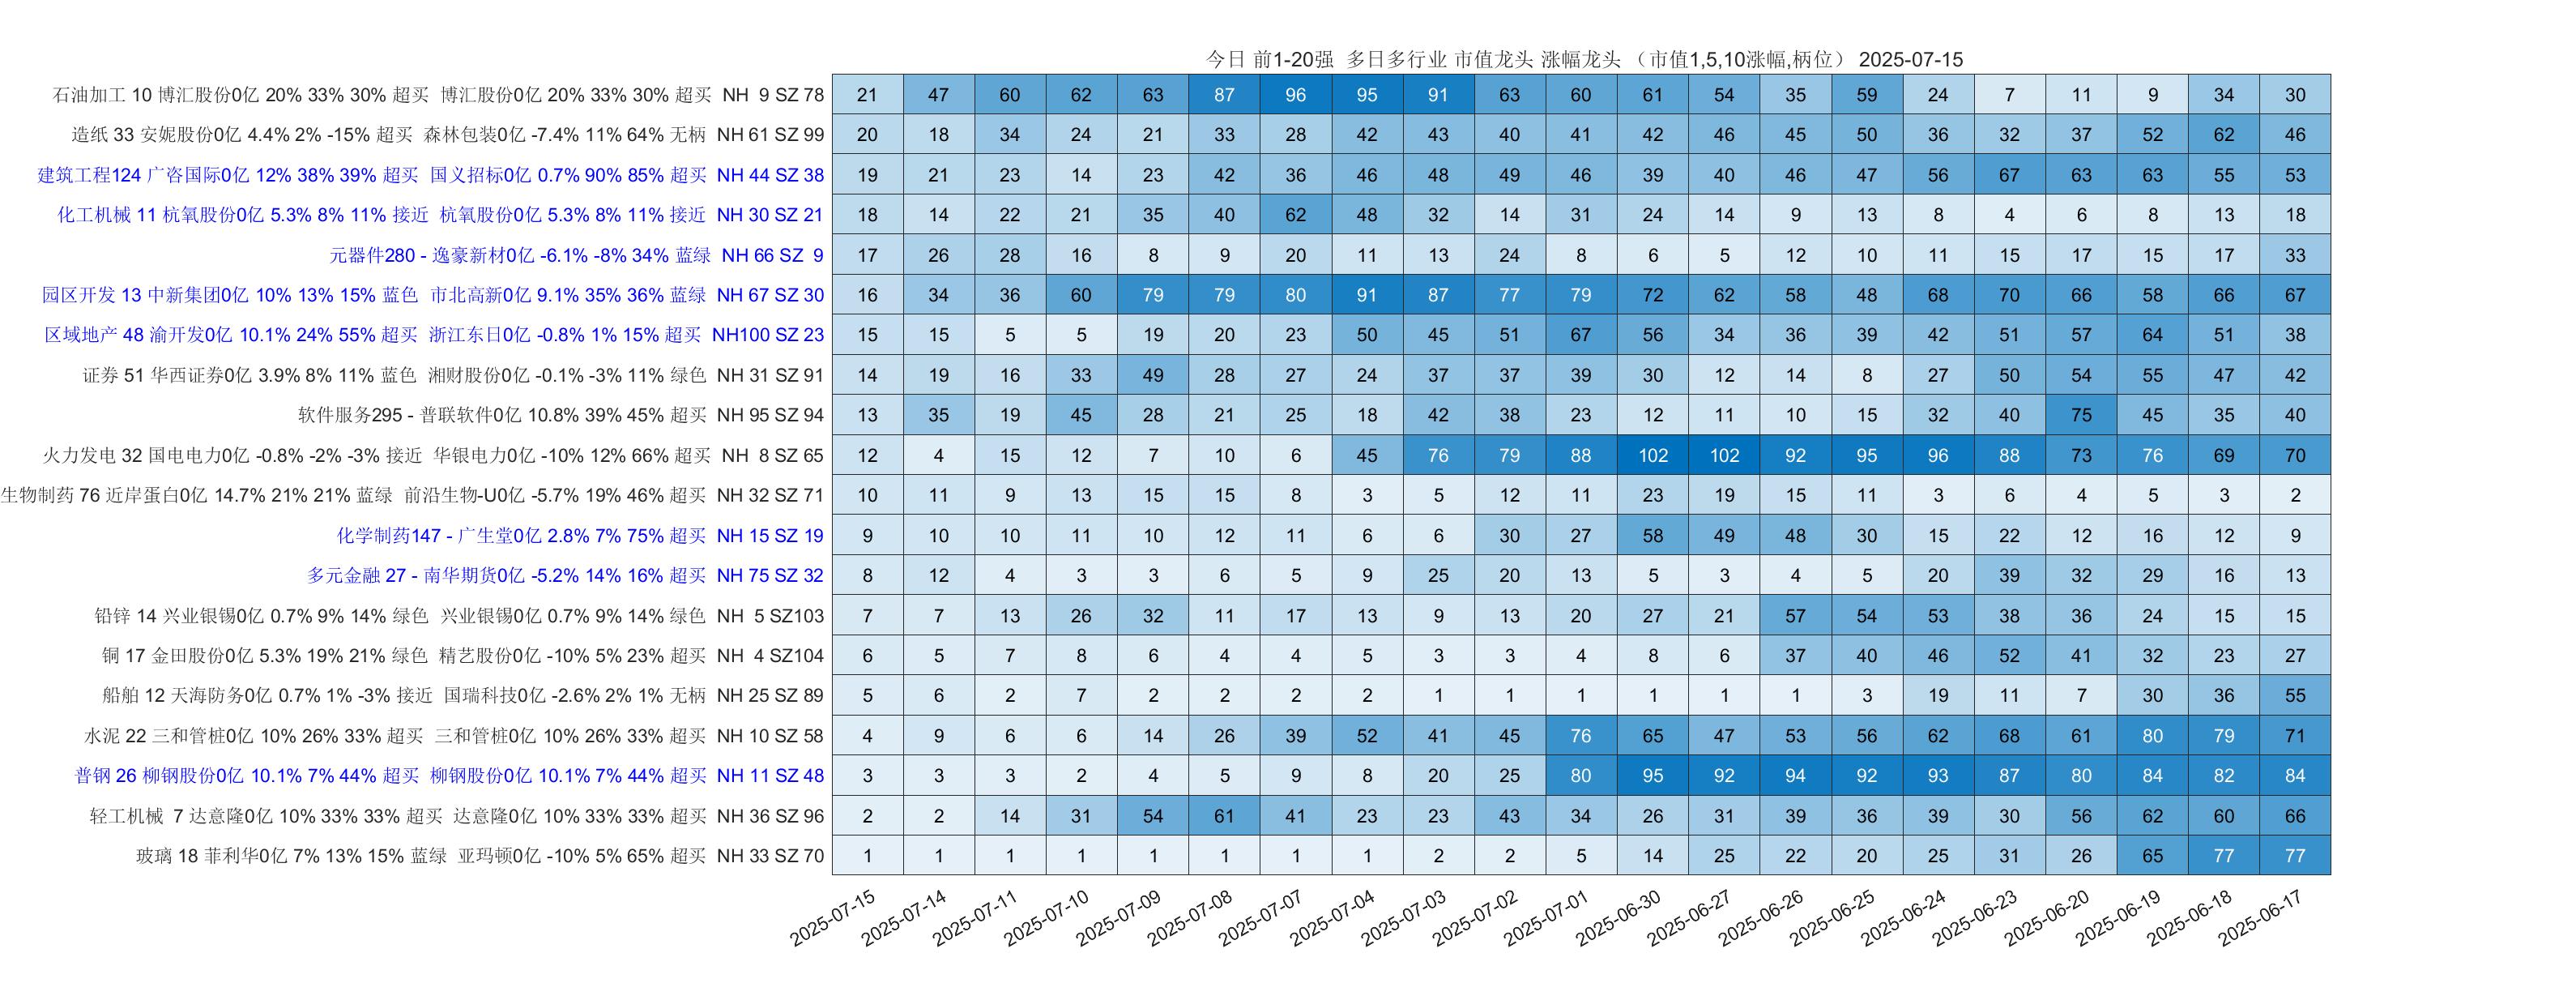 今日 前1-20强 多日多行业 市值龙头 涨幅龙头 （市值1,5,10涨幅,柄位） 2025-07-15
石油加工 10 博汇股份0亿 20% 33% 30% 超买 博汇股份0亿 20% 33% 30% 超买 NH 9 SZ 78 21 47 60 62 63 87 96 95 91 63 60 61 54 35 59 24 7 11 9 34 30
造纸 33 安妮股份0亿 4.4% 2% -15% 超买 森林包装0亿 -7.4% 11% 64% 无柄 NH 61 SZ 99 20 18 34 24 21 33 28 42 43 40 41 42 46 45 50 36 32 37 52 62 46
建筑工程124 广咨国际0亿 12% 38% 39% 超买 国义招标0亿 0.7% 90% 85% 超买 NH 44 SZ 38 19 21 23 14 23 42 36 46 48 49 46 39 40 46 47 56 67 63 63 55 53
化工机械 11 杭氧股份0亿 5.3% 8% 11% 接近 杭氧股份0亿 5.3% 8% 11% 接近 NH 30 SZ 21 18 14 22 21 35 40 62 48 32 14 31 24 14 9 13 8 4 6 8 13 18
元器件280 - 逸豪新材0亿 -6.1% -8% 34% 蓝绿 NH 66 SZ 9 17 26 28 16 8 9 20 11 13 24 8 6 5 12 10 11 15 17 15 17 33
园区开发 13 中新集团0亿 10% 13% 15% 蓝色 市北高新0亿 9.1% 35% 36% 蓝绿 NH 67 SZ 30 16 34 36 60 79 79 80 91 87 77 79 72 62 58 48 68 70 66 58 66 67
区域地产 48 渝开发0亿 10.1% 24% 55% 超买 浙江东日0亿 -0.8% 1% 15% 超买 NH100 SZ 23 15 15 5 5 19 20 23 50 45 51 67 56 34 36 39 42 51 57 64 51 38
证券 51 华西证券0亿 3.9% 8% 11% 蓝色 湘财股份0亿 -0.1% -3% 11% 绿色 NH 31 SZ 91 14 19 16 33 49 28 27 24 37 37 39 30 12 14 8 27 50 54 55 47 42
软件服务295 - 普联软件0亿 10.8% 39% 45% 超买 NH 95 SZ 94 13 35 19 45 28 21 25 18 42 38 23 12 11 10 15 32 40 75 45 35 40
火力发电 32 国电电力0亿 -0.8% -2% -3% 接近 华银电力0亿 -10% 12% 66% 超买 NH 8 SZ 65 12 4 15 12 7 10 6 45 76 79 88 102 102 92 95 96 88 73 76 69 70
生物制药 76 近岸蛋白0亿 14.7% 21% 21% 蓝绿 前沿生物-U0亿 -5.7% 19% 46% 超买 NH 32 SZ 71 10 11 9 13 15 15 8 3 5 12 11 23 19 15 11 3 6 4 5 3 2
化学制药147 - 广生堂0亿 2.8% 7% 75% 超买 NH 15 SZ 19 9 10 10 11 10 12 11 6 6 30 27 58 49 48 30 15 22 12 16 12 9
多元金融 27 - 南华期货0亿 -5.2% 14% 16% 超买 NH 75 SZ 32 8 12 4 3 3 6 5 9 25 20 13 5 3 4 5 20 39 32 29 16 13
铅锌 14 兴业银锡0亿 0.7% 9% 14% 绿色 兴业银锡0亿 0.7% 9% 14% 绿色 NH 5 SZ103 7 7 13 26 32 11 17 13 9 13 20 27 21 57 54 53 38 36 24 15 15
铜 17 金田股份0亿 5.3% 19% 21% 绿色 精艺股份0亿 -10% 5% 23% 超买 NH 4 SZ104 6 5 7 8 6 4 4 5 3 3 4 8 6 37 40 46 52 41 32 23 27
船舶 12 天海防务0亿 0.7% 1% -3% 接近 国瑞科技0亿 -2.6% 2% 1% 无柄 NH 25 SZ 89 5 6 2 7 2 2 2 2 1 1 1 1 1 1 3 19 11 7 30 36 55
水泥 22 三和管桩0亿 10% 26% 33% 超买 三和管桩0亿 10% 26% 33% 超买 NH 10 SZ 58 4 9 6 6 14 26 39 52 41 45 76 65 47 53 56 62 68 61 80 79 71
普钢 26 柳钢股份0亿 10.1% 7% 44% 超买 柳钢股份0亿 10.1% 7% 44% 超买 NH 11 SZ 48 3 3 3 2 4 5 9 8 20 25 80 95 92 94 92 93 87 80 84 82 84
轻工机械 7 达意隆0亿 10% 33% 33% 超买 达意隆0亿 10% 33% 33% 超买 NH 36 SZ 96 2 2 14 31 54 61 41 23 23 43 34 26 31 39 36 39 30 56 62 60 66
玻璃 18 菲利华0亿 7% 13% 15% 蓝绿 亚玛顿0亿 -10% 5% 65% 超买 NH 33 SZ 70 1 1 1 1 1 1 1 1 2 2 5 14 25 22 20 25 31 26 65 77 77
2025-07-15 2025-07-14 2025-07-11 2025-07-10 2025-07-09 2025-07-08 2025-07-07 2025-07-04 2025-07-03 2025-07-02 2025-07-01 2025-06-30 2025-06-27 2025-06-26 2025-06-25 2025-06-24 2025-06-23 2025-06-20 2025-06-19 2025-06-18 2025-06-17